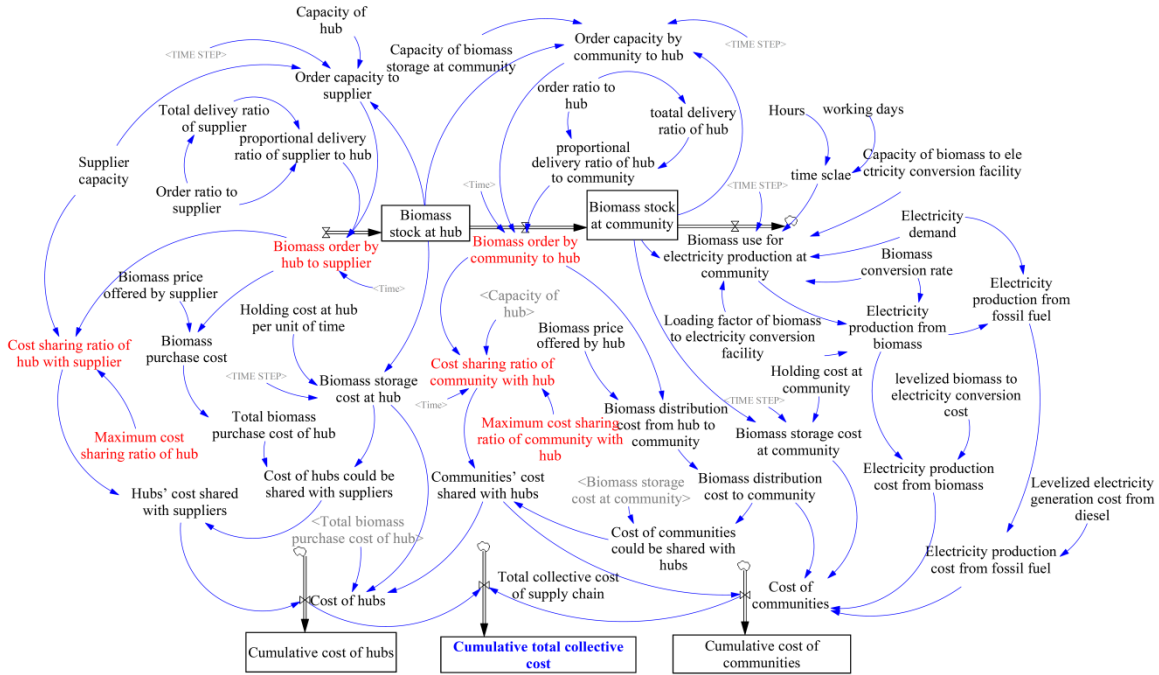 Capacity of
hub
<TIME STEP>
Order capacity to
supplier
Total delivey ratio
of supplier
proportional delivery
ratio of supplier to hub
Supplier
capacity
Order ratio to
supplier
Capacity of biomass
storage at community
Order capacity by
community to hub
<TIME STEP>
order ratio to
hub
toatal delivery
ratio of hub
proportional
delivery ratio of hub
to community
<Time>
Hours
working days
time sclae
Capacity of biomass to ele
ctricity conversion facility
<TIME STEP>
Biomass
stock at hub
Biomass stock
at community
Biomass order by
hub to supplier
Biomass order by
community to hub
Biomass use for
electricity production at
community
Electricity
demand
Biomass
conversion rate
Electricity
production from
fossil fuel
<Time>
Biomass price
offered by supplier
Holding cost at hub
per unit of time
<Capacity of
hub>
Biomass price
offered by hub
Loading factor of biomass
to electricity conversion
facility
Electricity
production from
biomass
Cost sharing ratio of
hub with supplier
Biomass
purchase cost
<TIME STEP>
Biomass storage
cost at hub
Cost sharing ratio of
community with hub
<Time>
Holding cost at
community
levelized biomass to
electricity conversion
cost
Maximum cost
sharing ratio of hub
Total biomass
purchase cost of hub
Maximum cost sharing
ratio of community with
hub
Biomass distribution
cost from hub to
community
<TIME STEP>
Biomass storage cost
at community
Hubs' cost shared
with suppliers
Cost of hubs could be
shared with suppliers
Communities' cost
shared with hubs
<Biomass storage
cost at community>
Biomass distribution
cost to community
Electricity production
cost from biomass
Levelized electricity
generation cost from
diesel
<Total biomass
purchase cost of hub>
Cost of communities
could be shared with
hubs
Electricity production
cost from fossil fuel
Cost of hubs
Total collective cost
of supply chain
Cost of
communities
Cumulative cost of hubs
Cumulative total collective
cost
Cumulative cost of
communities